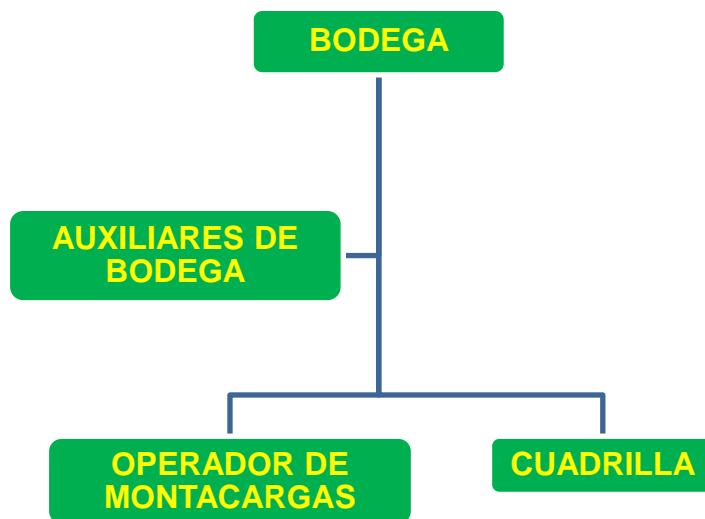 BODEGA
AUXILIARES DE
BODEGA
OPERADOR DE
MONTACARGAS
CUADRILLA